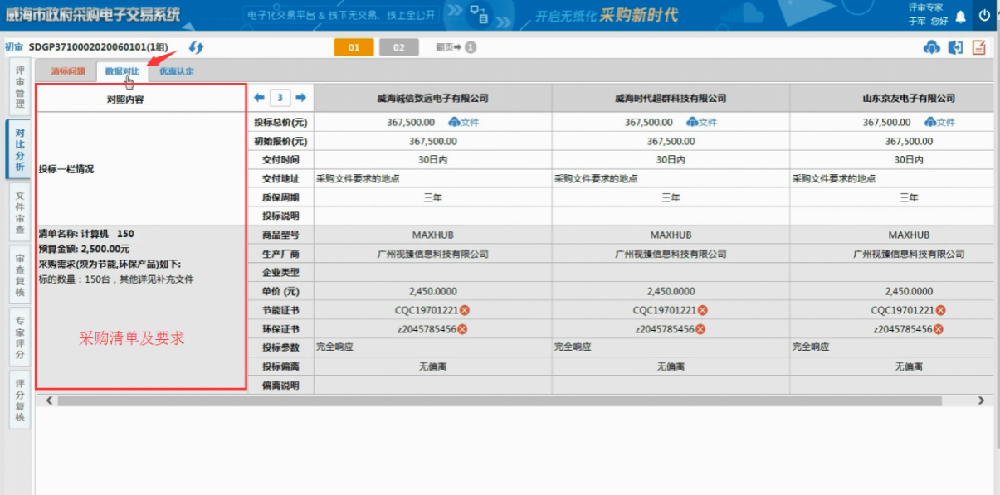 威海市政府采购电子交易系统
电子化交易平台 & 线下无交易、线上全公开
开启无纸化 采购新时代
评审专家
于军 您好
初审 SDGP3710002020060101(1组)
01 02 翻页 1
清标问题 数据对比 优惠认定
评审管理
对比分析
文件审查
审查复核
专家评分
评分复核
对照内容 3 威海诚信致远电子有限公司 威海时代超群科技有限公司 山东京友电子有限公司
投标一栏情况
投标总价(元) 367,500.00 文件 367,500.00 文件 367,500.00 文件
初始报价(元) 367,500.00 367,500.00 367,500.00
交付时间 30日内 30日内 30日内
交付地址 采购文件要求的地点 采购文件要求的地点 采购文件要求的地点
质保周期 三年 三年 三年
投标说明
清单名称: 计算机 150
预算金额: 2,500.00元
采购需求(须为节能,环保产品)如下:
标的数量：150台，其他详见补充文件
采购清单及要求
商品型号 MAXHUB MAXHUB MAXHUB
生产厂商 广州视臻信息科技有限公司 广州视臻信息科技有限公司 广州视臻信息科技有限公司
企业类型
单价 (元) 2,450.0000 2,450.0000 2,450.0000
节能证书 CQC19701221 CQC19701221 CQC19701221
环保证书 z2045785456 z2045785456 z2045785456
投标参数 完全响应 完全响应 完全响应
投标偏离 无偏离 无偏离 无偏离
偏离说明